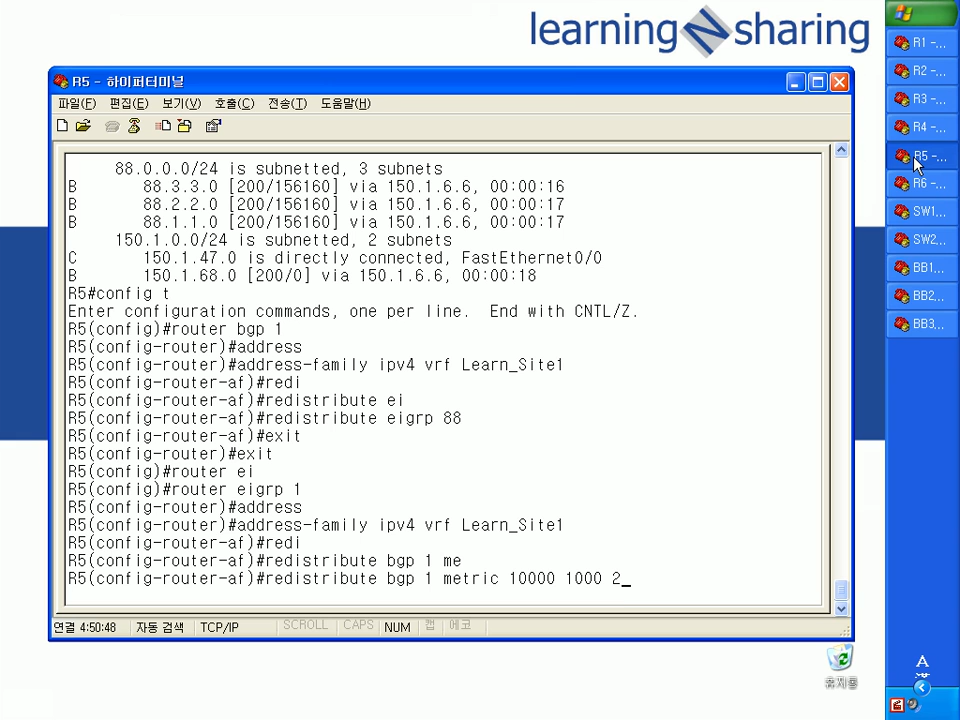 learning N sharing
R5 - 하이퍼터미널
파일(F) 편집(E) 보기(V) 호출(C) 전송(T) 도움말(H)
88.0.0.0/24 is subnetted, 3 subnets
B 88.3.3.0 [200/156160] via 150.1.6.6, 00:00:16
B 88.2.2.0 [200/156160] via 150.1.6.6, 00:00:17
B 88.1.1.0 [200/156160] via 150.1.6.6, 00:00:17
150.1.0.0/24 is subnetted, 2 subnets
C 150.1.47.0 is directly connected, FastEthernet0/0
B 150.1.68.0 [200/0] via 150.1.6.6, 00:00:18
R5#config t
Enter configuration commands, one per line. End with CNTL/Z.
R5(config)#router bgp 1
R5(config-router)#address
R5(config-router)#address-family ipv4 vrf Learn_Site1
R5(config-router-af)#redi
R5(config-router-af)#redistribute ei
R5(config-router-af)#redistribute eigrp 88
R5(config-router-af)#exit
R5(config-router)#exit
R5(config)#router ei
R5(config)#router eigrp 1
R5(config-router)#address
R5(config-router)#address-family ipv4 vrf Learn_Site1
R5(config-router-af)#redi
R5(config-router-af)#redistribute bgp 1 me
R5(config-router-af)#redistribute bgp 1 metric 10000 1000 2_
연결 4:50:48 자동 검색 TCP/IP SCROLL CAPS NUM 캡 에코
휴지통
R1 -...
R2 -...
R3 -...
R4 -...
R5 -...
R6 -...
SW1,...
SW2,...
BB1,...
BB2,...
BB3,...
A